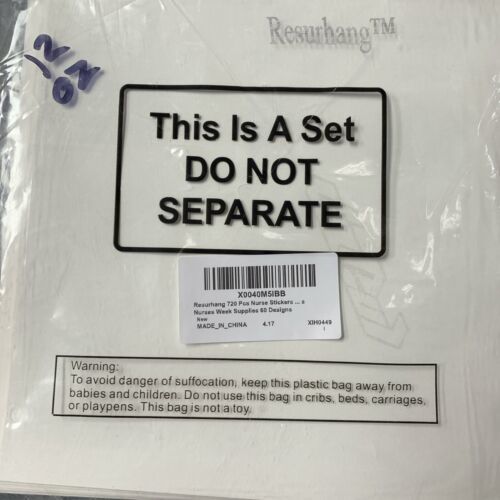 Resurhang™
This Is A Set
DO NOT
SEPARATE
X0040M5IBB
Resurhang 720 Pcs Nurse Stickers ... s
Nurses Week Supplies 60 Designs
New
MADE_IN_CHINA 4.17 XIH0449
Warning:
To avoid danger of suffocation, keep this plastic bag away from
babies and children. Do not use this bag in cribs, beds, carriages,
or playpens. This bag is not a toy.